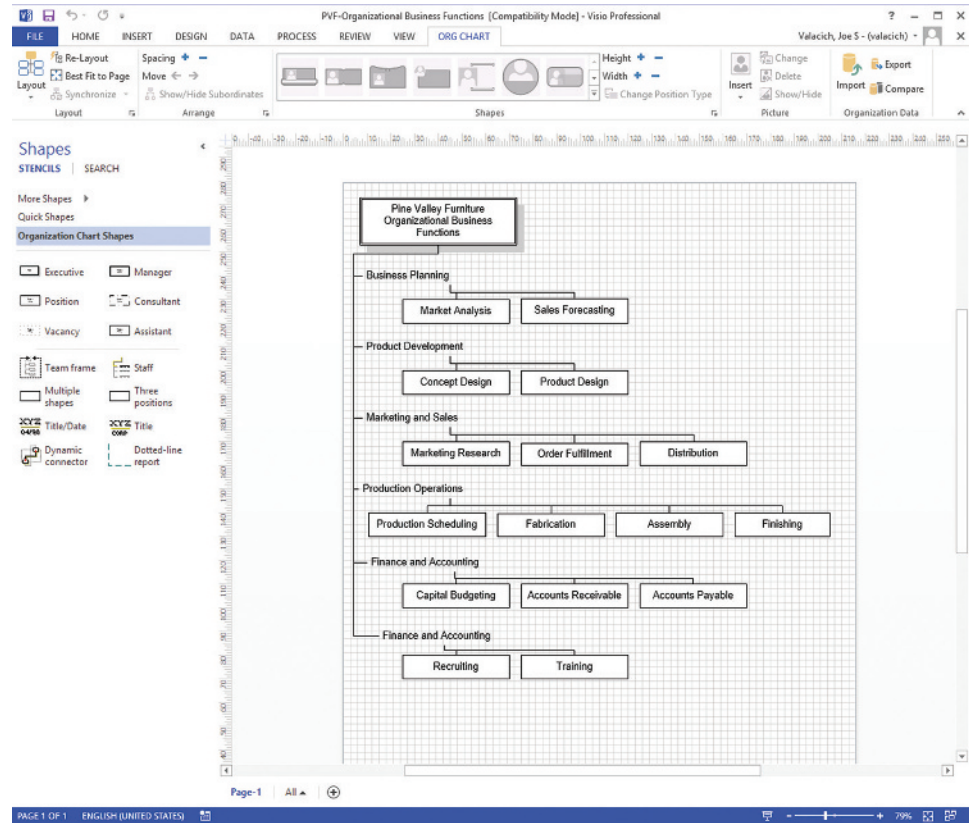 PVF-Organizational Business Functions [Compatibility Mode] - Visio Professional
FILE HOME INSERT DESIGN DATA PROCESS REVIEW VIEW ORG CHART Valacich, Joe S - (valacich)
Layout
Re-Layout
Best Fit to Page
Synchronize
Layout
Spacing
Move
Show/Hide Subordinates
Arrange
Shapes
Height
Width
Change Position Type
Insert
Change
Delete
Show/Hide
Picture
Import
Export
Compare
Organization Data
Shapes
STENCILS | SEARCH
More Shapes
Quick Shapes
Organization Chart Shapes
Executive Manager
Position Consultant
Vacancy Assistant
Team frame Staff
Multiple shapes Three positions
Title/Date Title
Dynamic connector Dotted-line report
Pine Valley Furniture
Organizational Business
Functions
Business Planning
Market Analysis Sales Forecasting
Product Development
Concept Design Product Design
Marketing and Sales
Marketing Research Order Fulfillment Distribution
Production Operations
Production Scheduling Fabrication Assembly Finishing
Finance and Accounting
Capital Budgeting Accounts Receivable Accounts Payable
Finance and Accounting
Recruiting Training
Page-1 All
PAGE 1 OF 1 ENGLISH (UNITED STATES) 79%